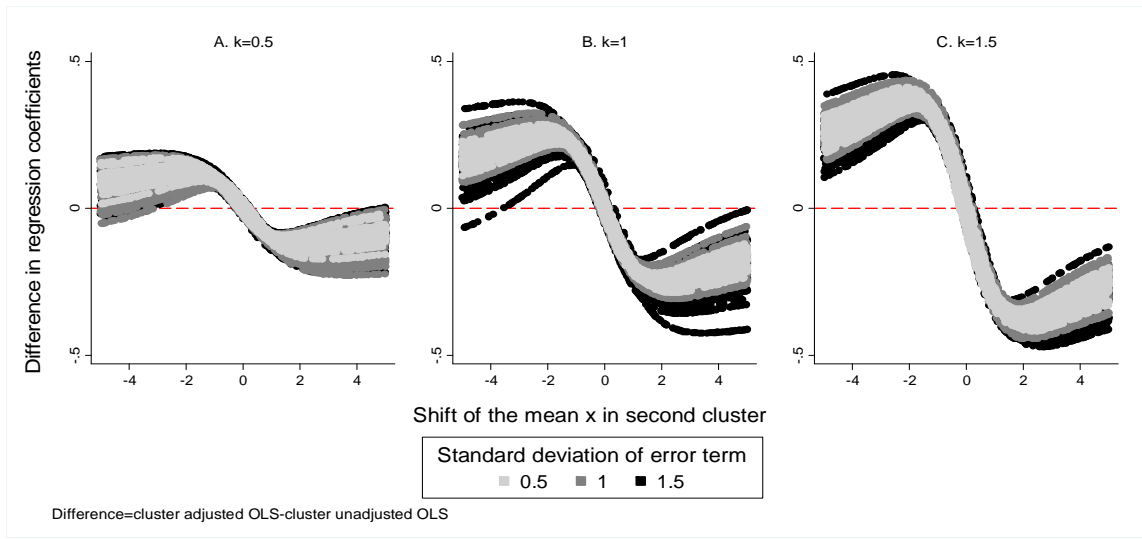 A. k=0.5
B. k=1
C. k=1.5
Difference in regression coefficients
.5
0
-.5
-4 -2 0 2 4
.5
0
-.5
-4 -2 0 2 4
.5
0
-.5
-4 -2 0 2 4
Shift of the mean x in second cluster
Standard deviation of error term
0.5 1 1.5
Difference=cluster adjusted OLS-cluster unadjusted OLS